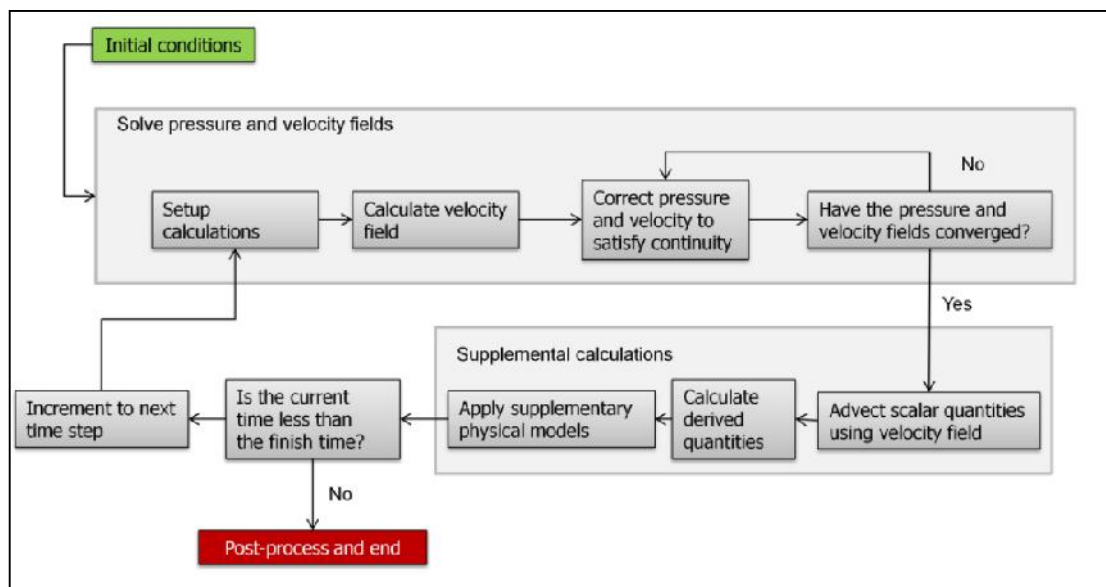 Initial conditions
Solve pressure and velocity fields
No
Setup
calculations
Calculate velocity
field
Correct pressure
and velocity to
satisfy continuity
Have the pressure and
velocity fields converged?
Yes
Supplemental calculations
Increment to next
time step
Is the current
time less than
the finish time?
Apply supplementary
physical models
Calculate
derived
quantities
Advect scalar quantities
using velocity field
No
Post-process and end